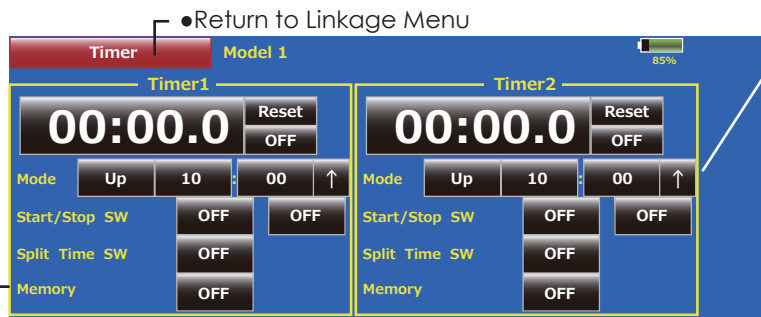 ●Return to Linkage Menu
Timer Model 1 85%
Timer1
00:00.0 Reset
OFF
Mode Up 10 : 00 ↑
Start/Stop SW OFF OFF
Split Time SW OFF
Memory OFF
Timer2
00:00.0 Reset
OFF
Mode Up 10 : 00 ↑
Start/Stop SW OFF OFF
Split Time SW OFF
Memory OFF